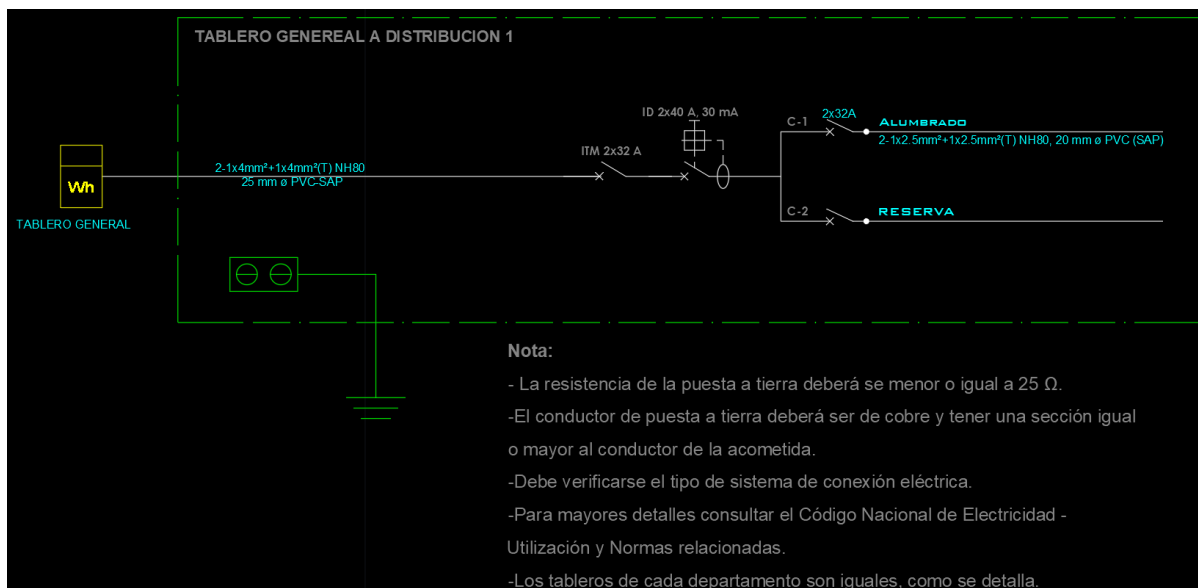 TABLERO GENEREAL A DISTRIBUCION 1
ID 2x40 A, 30 mA
C-1
2x32A
ALUMBRADO
2-1x2.5mm²+1x2.5mm²(T) NH80, 20 mm ø PVC (SAP)
ITM 2x32 A
2-1x4mm²+1x4mm²(T) NH80
25 mm ø PVC-SAP
Wh
TABLERO GENERAL
C-2
RESERVA
Nota:
- La resistencia de la puesta a tierra deberá se menor o igual a 25 Ω.
-El conductor de puesta a tierra deberá ser de cobre y tener una sección igual
o mayor al conductor de la acometida.
-Debe verificarse el tipo de sistema de conexión eléctrica.
-Para mayores detalles consultar el Código Nacional de Electricidad -
Utilización y Normas relacionadas.
-Los tableros de cada departamento son iguales, como se detalla.